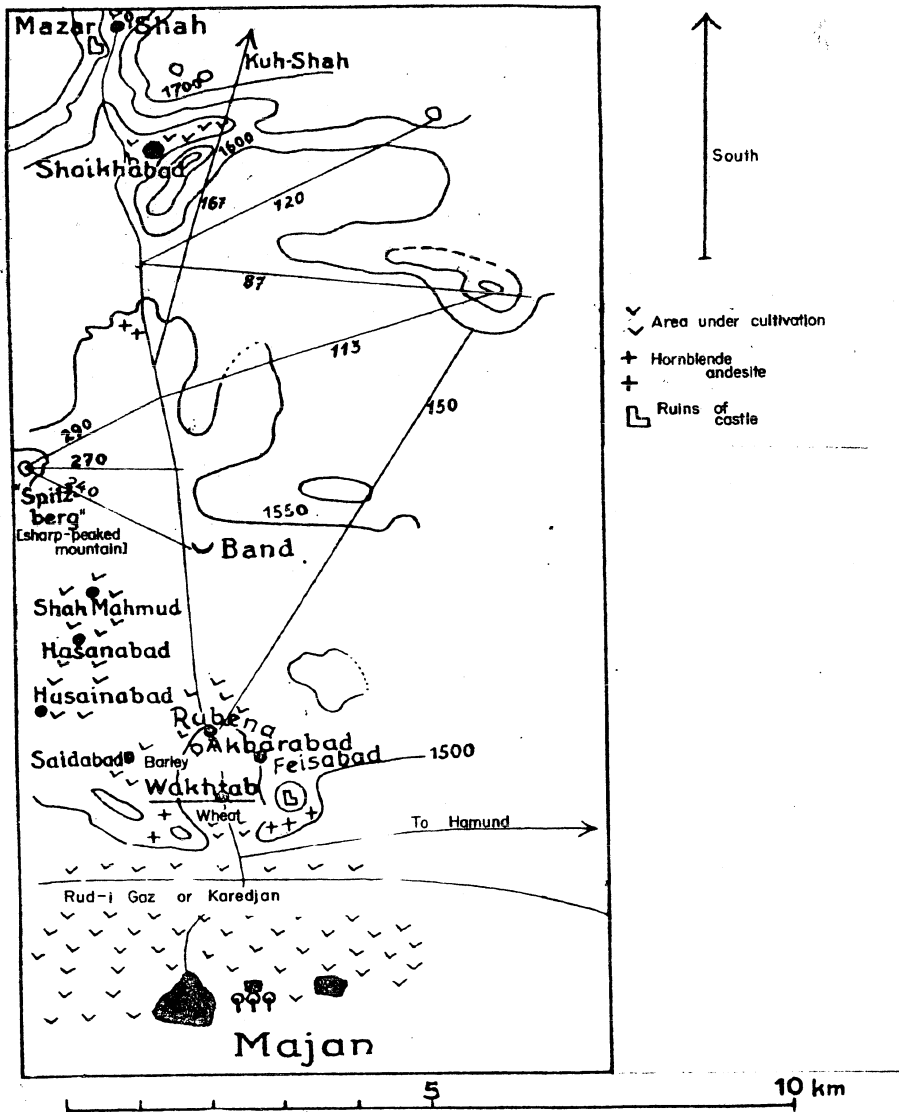 Mazar Shah
Kuh-Shah
1700
Shaikhabad
1600
167
120
87
113
150
290
270
240
"Spitz-
berg"
[sharp-peaked
mountain]
1550
Band
Shah Mahmud
Hasanabad
Husainabad
Rubena
Akbarabad
Saidabad
Barley
Feisabad
1500
Wakhtab
Wheat
To Hamund
Rud-i Gaz or Karedjan
Majan
South
Area under cultivation
Hornblende
andesite
Ruins of
castle
5
10 km